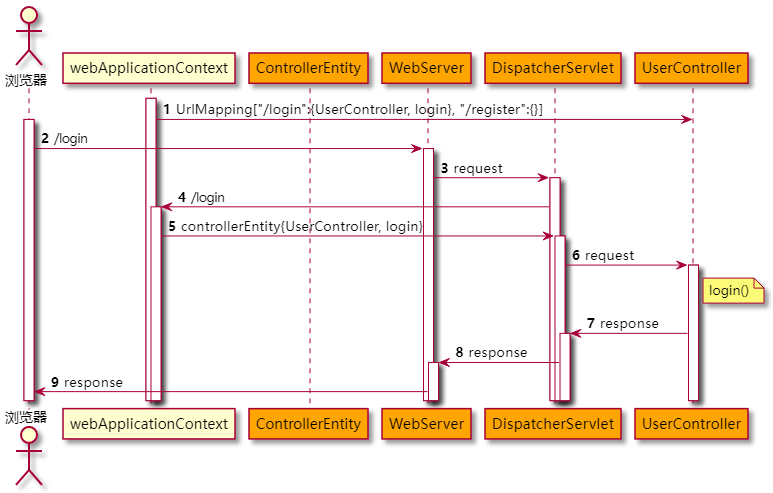 浏览器
webApplicationContext
ControllerEntity
WebServer
DispatcherServlet
UserController
1 UrlMapping["/login":{UserController, login}, "/register":{}]
2 /login
3 request
4 /login
5 controllerEntity{UserController, login}
6 request
login()
7 response
8 response
9 response
浏览器
webApplicationContext
ControllerEntity
WebServer
DispatcherServlet
UserController